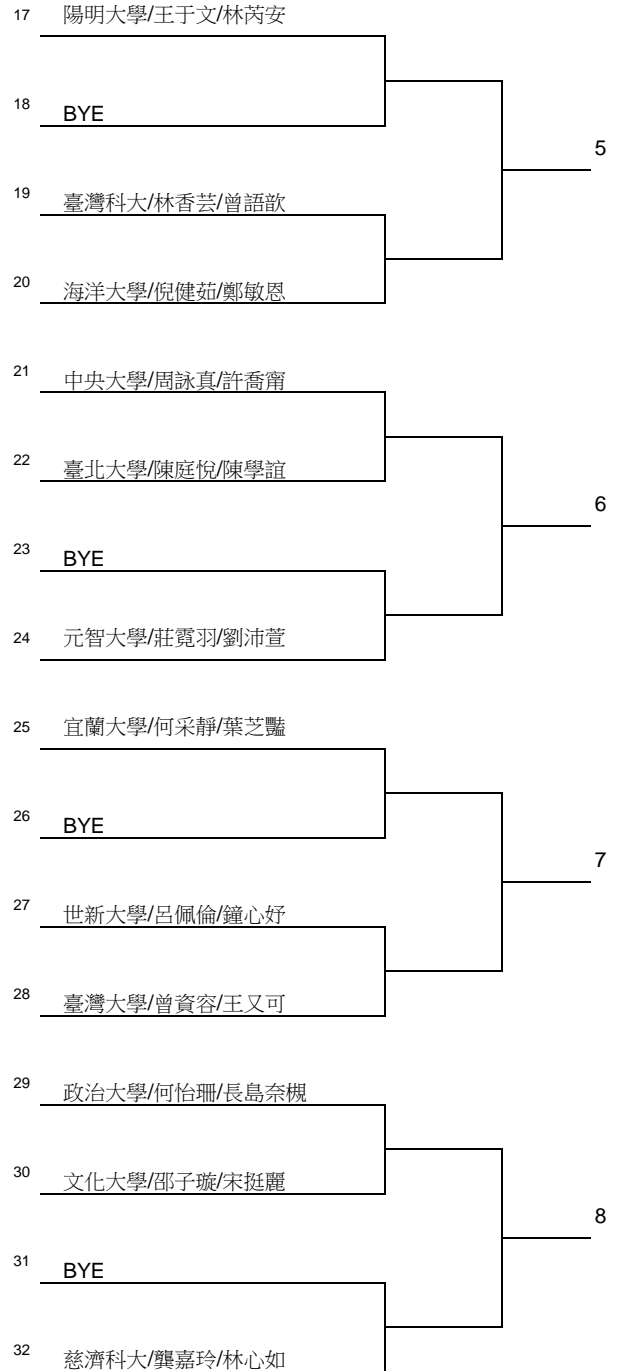 17 陽明大學/王于文/林芮安
18 BYE
5
19 臺灣科大/林香芸/曾語歆
20 海洋大學/倪健茹/鄭敏恩
21 中央大學/周詠真/許喬甯
22 臺北大學/陳庭悅/陳學誼
6
23 BYE
24 元智大學/莊霓羽/劉沛萱
25 宜蘭大學/何采靜/葉芝豔
26 BYE
7
27 世新大學/呂佩倫/鐘心妤
28 臺灣大學/曾資容/王又可
29 政治大學/何怡珊/長島奈槻
30 文化大學/邵子璇/宋挺麗
8
31 BYE
32 慈濟科大/龔嘉玲/林心如